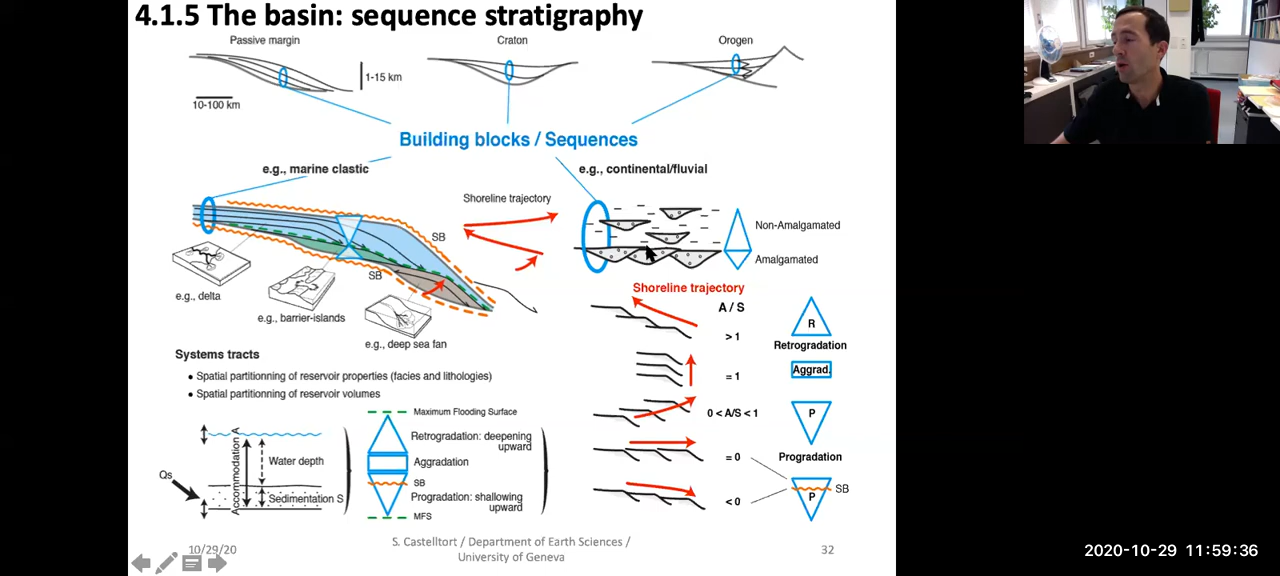 4.1.5 The basin: sequence stratigraphy
Passive margin
Craton
Orogen
1-15 km
10-100 km
Building blocks / Sequences
e.g., marine clastic
e.g., continental/fluvial
Shoreline trajectory
SB
SB
Non-Amalgamated
Amalgamated
e.g., delta
e.g., barrier-islands
e.g., deep sea fan
Shoreline trajectory
A / S
> 1
= 1
0 < A/S < 1
= 0
< 0
R
Retrogradation
Aggrad.
P
Progradation
SB
P
Systems tracts
• Spatial partitionning of reservoir properties (facies and lithologies)
• Spatial partitionning of reservoir volumes
Qs
Accommodation A
Water depth
Sedimentation S
Maximum Flooding Surface
Retrogradation: deepening
upward
Aggradation
SB
Progradation: shallowing
upward
MFS
10/29/20
S. Castelltort / Department of Earth Sciences /
University of Geneva
32
2020-10-29 11:59:36